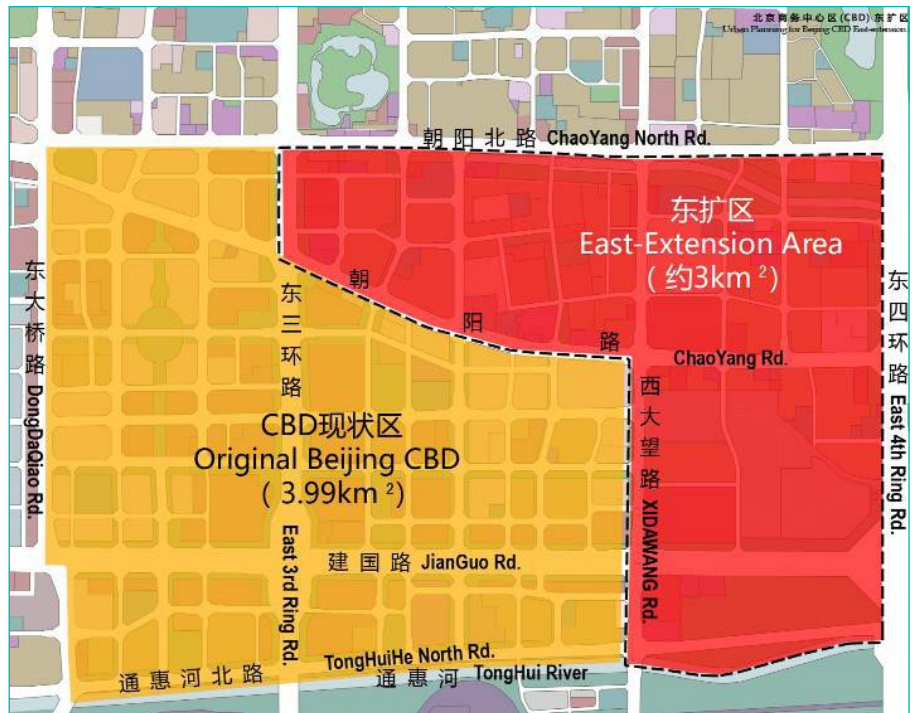 北京商务中心区(CBD)东扩区
Urban Planning for Beijing CBD East-extension
朝阳北路 ChaoYang North Rd.
东扩区
East-Extension Area
(约3km²)
东大桥路 DongDaQiao Rd.
东三环路
East 3rd Ring Rd.
朝阳路
ChaoYang Rd.
东四环路 East 4th Ring Rd.
西大望路 XIDAWANG Rd.
CBD现状区
Original Beijing CBD
(3.99km²)
建国路 JianGuo Rd.
通惠河北路 TongHuiHe North Rd.
通惠河 TongHui River